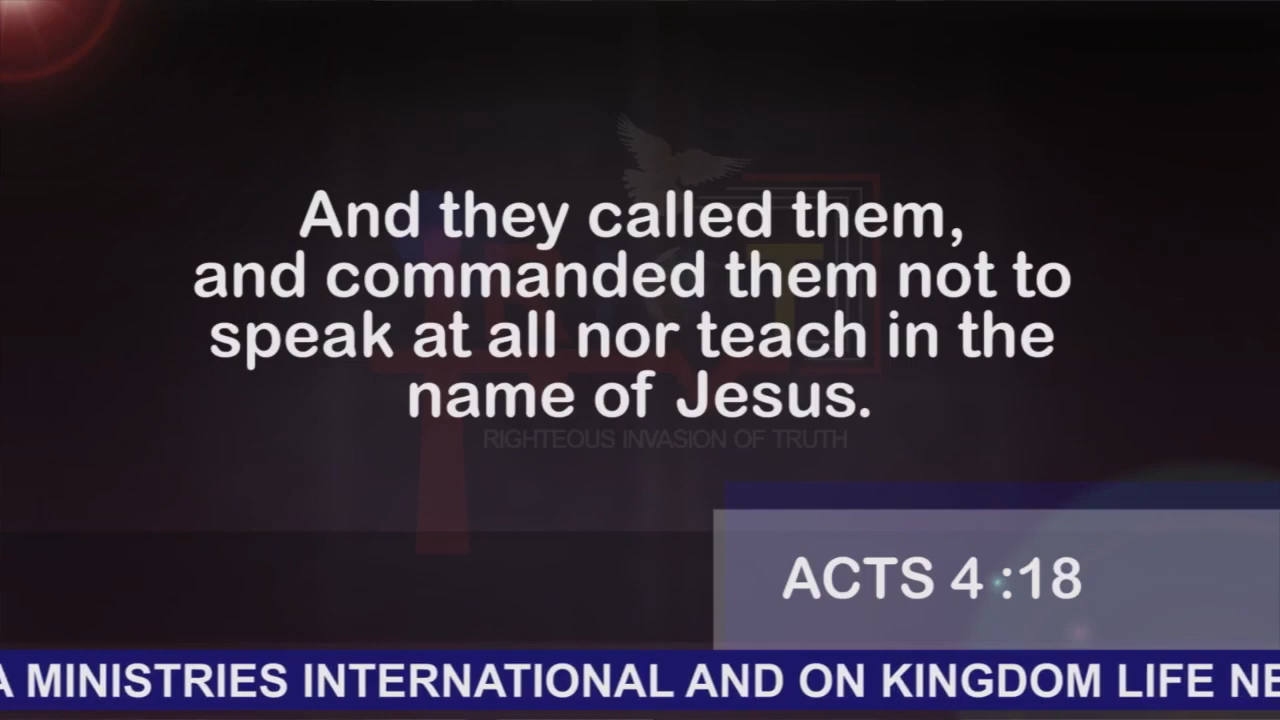 And they called them,
and commanded them not to
speak at all nor teach in the
name of Jesus.
RIGHTEOUS INVASION OF TRUTH
ACTS 4 :18
A MINISTRIES INTERNATIONAL AND ON KINGDOM LIFE NE